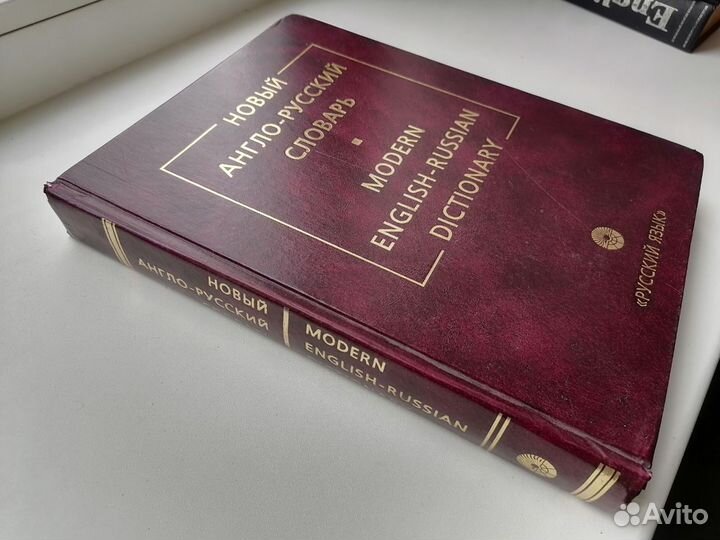 НОВЫЙ
АНГЛО-РУССКИЙ
СЛОВАРЬ
MODERN
ENGLISH-RUSSIAN
DICTIONARY
«РУССКИЙ ЯЗЫК»
НОВЫЙ
АНГЛО-РУССКИЙ
MODERN
ENGLISH-RUSSIAN
Avito